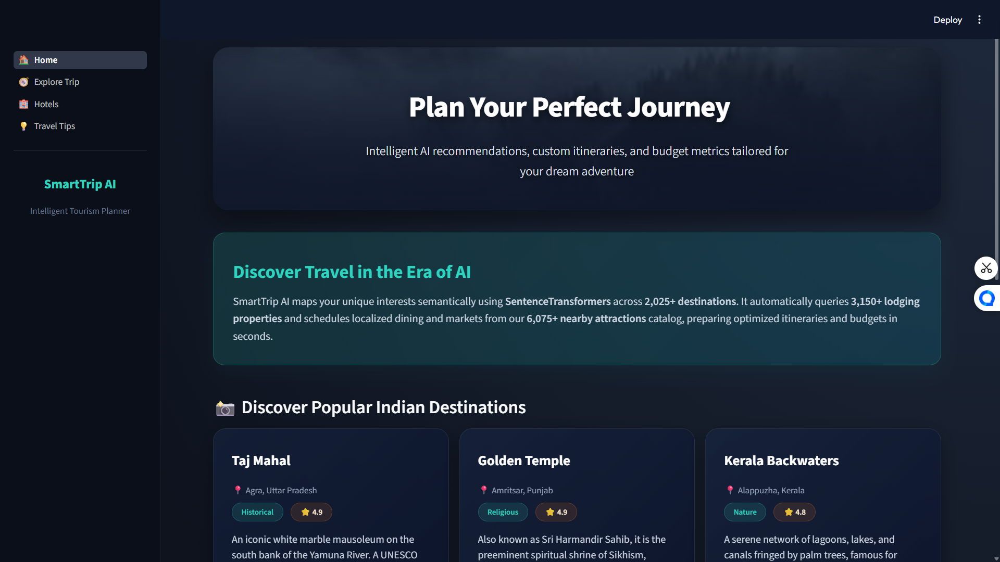 Deploy
Home
Explore Trip
Hotels
Travel Tips
SmartTrip AI
Intelligent Tourism Planner
Plan Your Perfect Journey
Intelligent AI recommendations, custom itineraries, and budget metrics tailored for
your dream adventure
Discover Travel in the Era of AI
SmartTrip AI maps your unique interests semantically using SentenceTransformers across 2,025+ destinations. It automatically queries 3,150+ lodging
properties and schedules localized dining and markets from our 6,075+ nearby attractions catalog, preparing optimized itineraries and budgets in
seconds.
Discover Popular Indian Destinations
Taj Mahal
Agra, Uttar Pradesh
Historical
4.9
An iconic white marble mausoleum on the
south bank of the Yamuna River. A UNESCO
Golden Temple
Amritsar, Punjab
Religious
4.9
Also known as Sri Harmandir Sahib, it is the
preeminent spiritual shrine of Sikhism,
Kerala Backwaters
Alappuzha, Kerala
Nature
4.8
A serene network of lagoons, lakes, and
canals fringed by palm trees, famous for